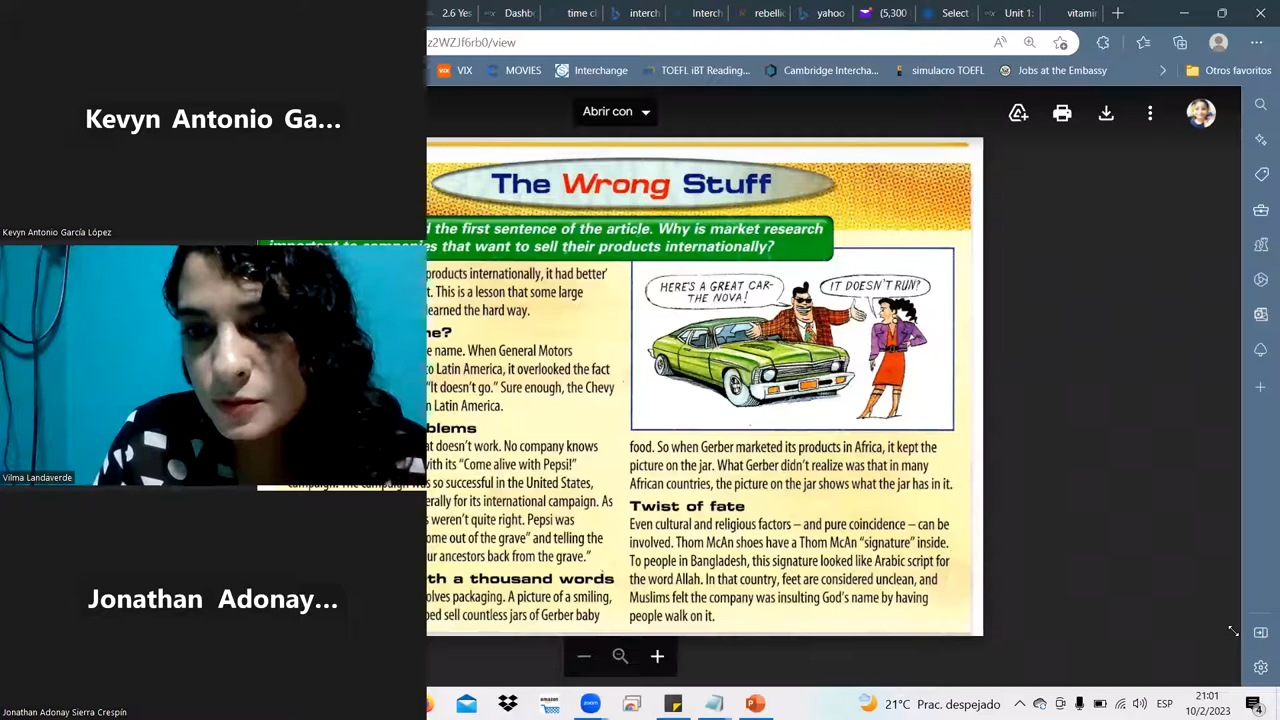 Kevyn Antonio Ga...
Kevyn Antonio García López
Vilma Landaverde
Jonathan Adonay...
Jonathan Adonay Sierra Crespín
2.6 Yes
Dashb
time cl
interch
interch
rebellic
yahoo
(5,300
Select
Unit 1:
vitamir
z2WZJf6rb0/view
VIX
MOVIES
Interchange
TOEFL iBT Reading...
Cambridge Intercha...
simulacro TOEFL
Jobs at the Embassy
Otros favoritos
Abrir con
The Wrong Stuff
d the first sentence of the article. Why is market research
important to companies that want to sell their products internationally?
products internationally, it had better
t. This is a lesson that some large
learned the hard way.
me?
e name. When General Motors
to Latin America, it overlooked the fact
"It doesn't go." Sure enough, the Chevy
n Latin America.
blems
at doesn't work. No company knows
with its "Come alive with Pepsi!"
campaign. The campaign was so successful in the United States,
erally for its international campaign. As
s weren't quite right. Pepsi was
ome out of the grave" and telling the
ur ancestors back from the grave."
th a thousand words
olves packaging. A picture of a smiling,
ped sell countless jars of Gerber baby
HERE'S A GREAT CAR-
THE NOVA!
IT DOESN'T RUN?
food. So when Gerber marketed its products in Africa, it kept the
picture on the jar. What Gerber didn't realize was that in many
African countries, the picture on the jar shows what the jar has in it.
Twist of fate
Even cultural and religious factors – and pure coincidence – can be
involved. Thom McAn shoes have a Thom McAn "signature" inside.
To people in Bangladesh, this signature looked like Arabic script for
the word Allah. In that country, feet are considered unclean, and
Muslims felt the company was insulting God's name by having
people walk on it.
21°C Prac. despejado
ESP
21:01
10/2/2023
4